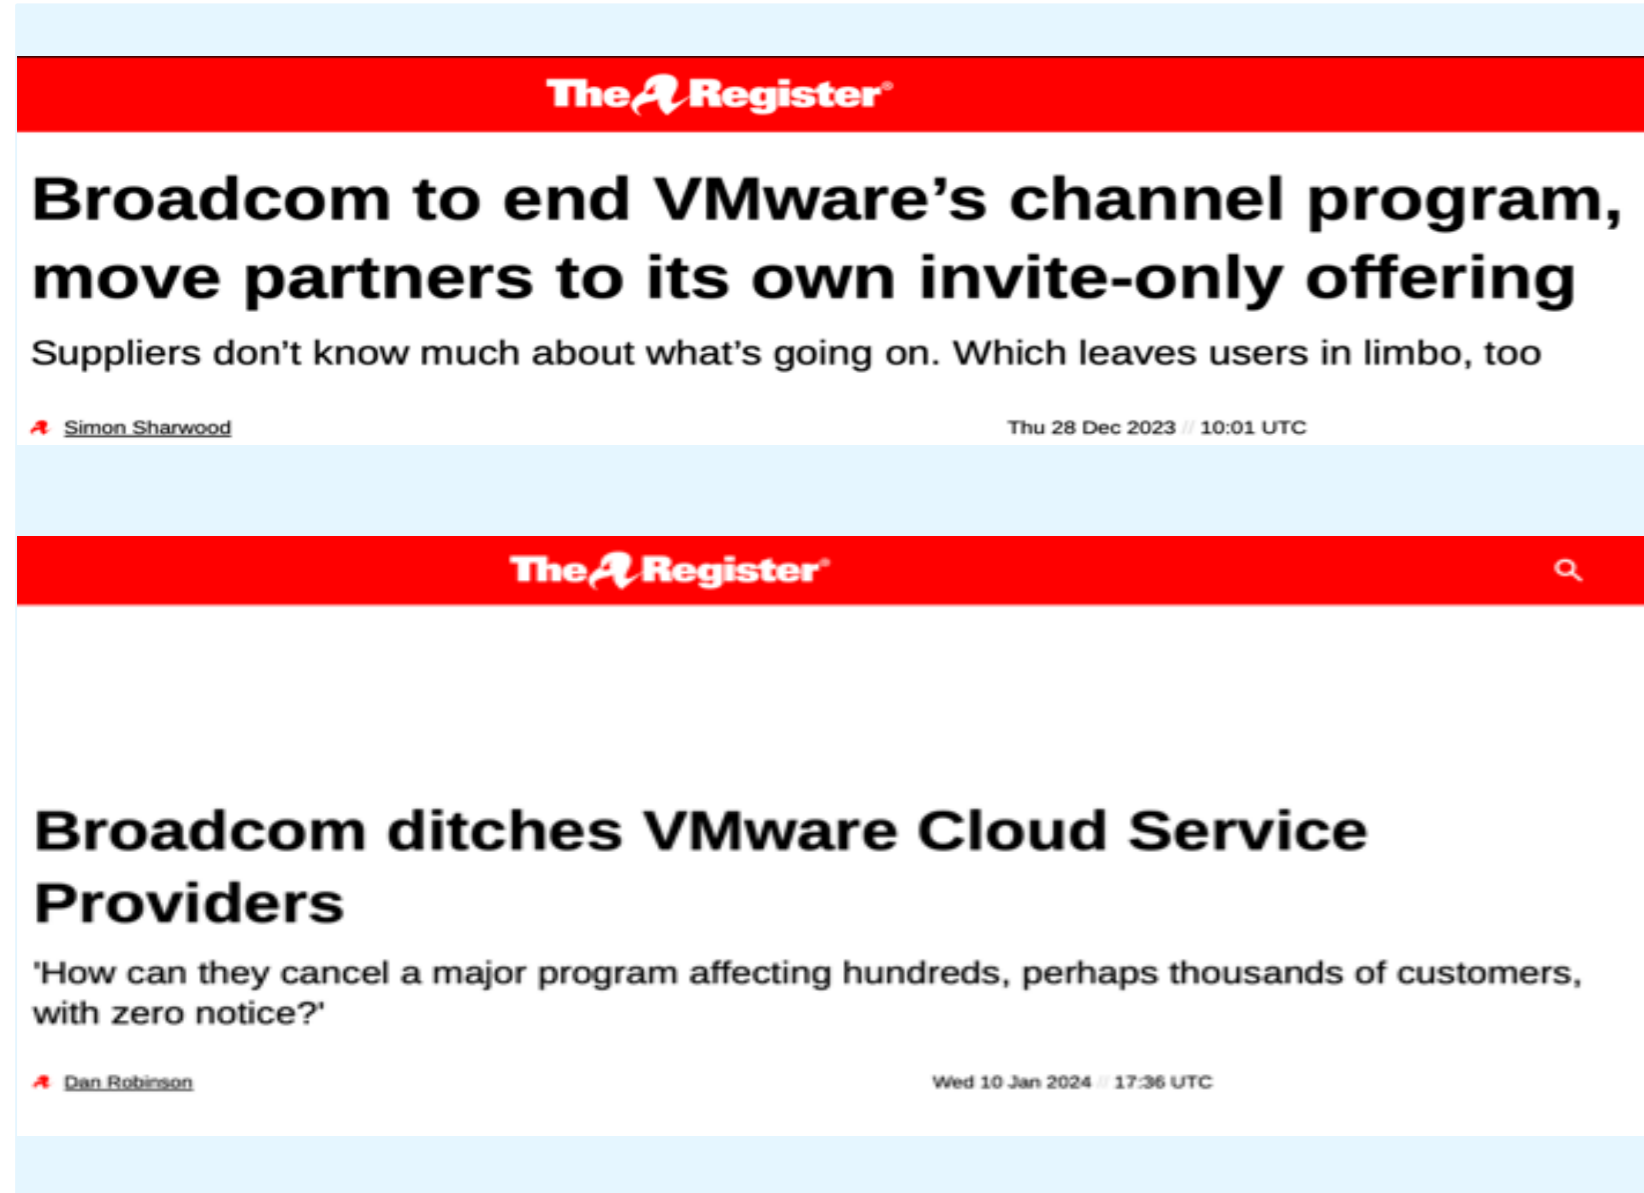 The Register®
Broadcom to end VMware’s channel program,
move partners to its own invite-only offering
Suppliers don’t know much about what’s going on. Which leaves users in limbo, too
Simon Sharwood Thu 28 Dec 2023 // 10:01 UTC
The Register®
Broadcom ditches VMware Cloud Service
Providers
'How can they cancel a major program affecting hundreds, perhaps thousands of customers,
with zero notice?'
Dan Robinson Wed 10 Jan 2024 // 17:36 UTC